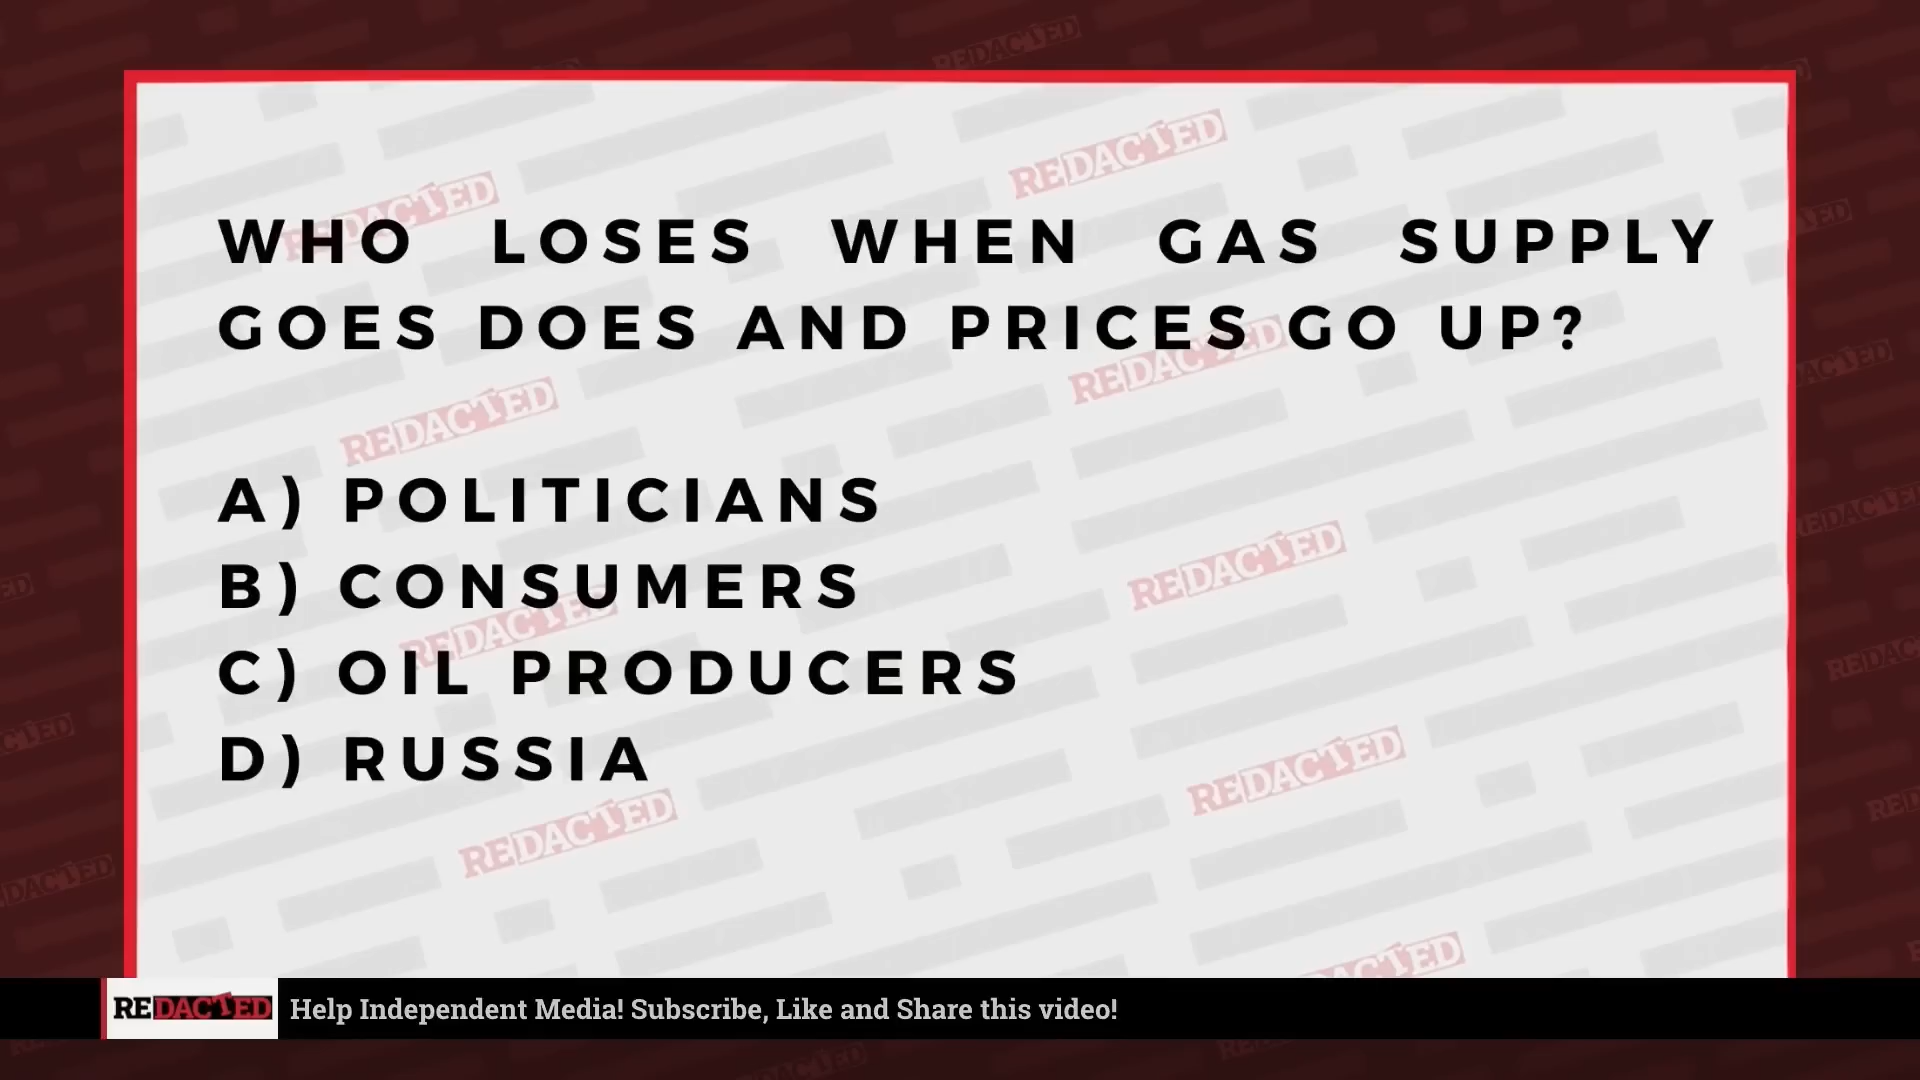 WHO LOSES WHEN GAS SUPPLY
GOES DOES AND PRICES GO UP?
A) POLITICIANS
B) CONSUMERS
C) OIL PRODUCERS
D) RUSSIA
REDACTED Help Independent Media! Subscribe, Like and Share this video!